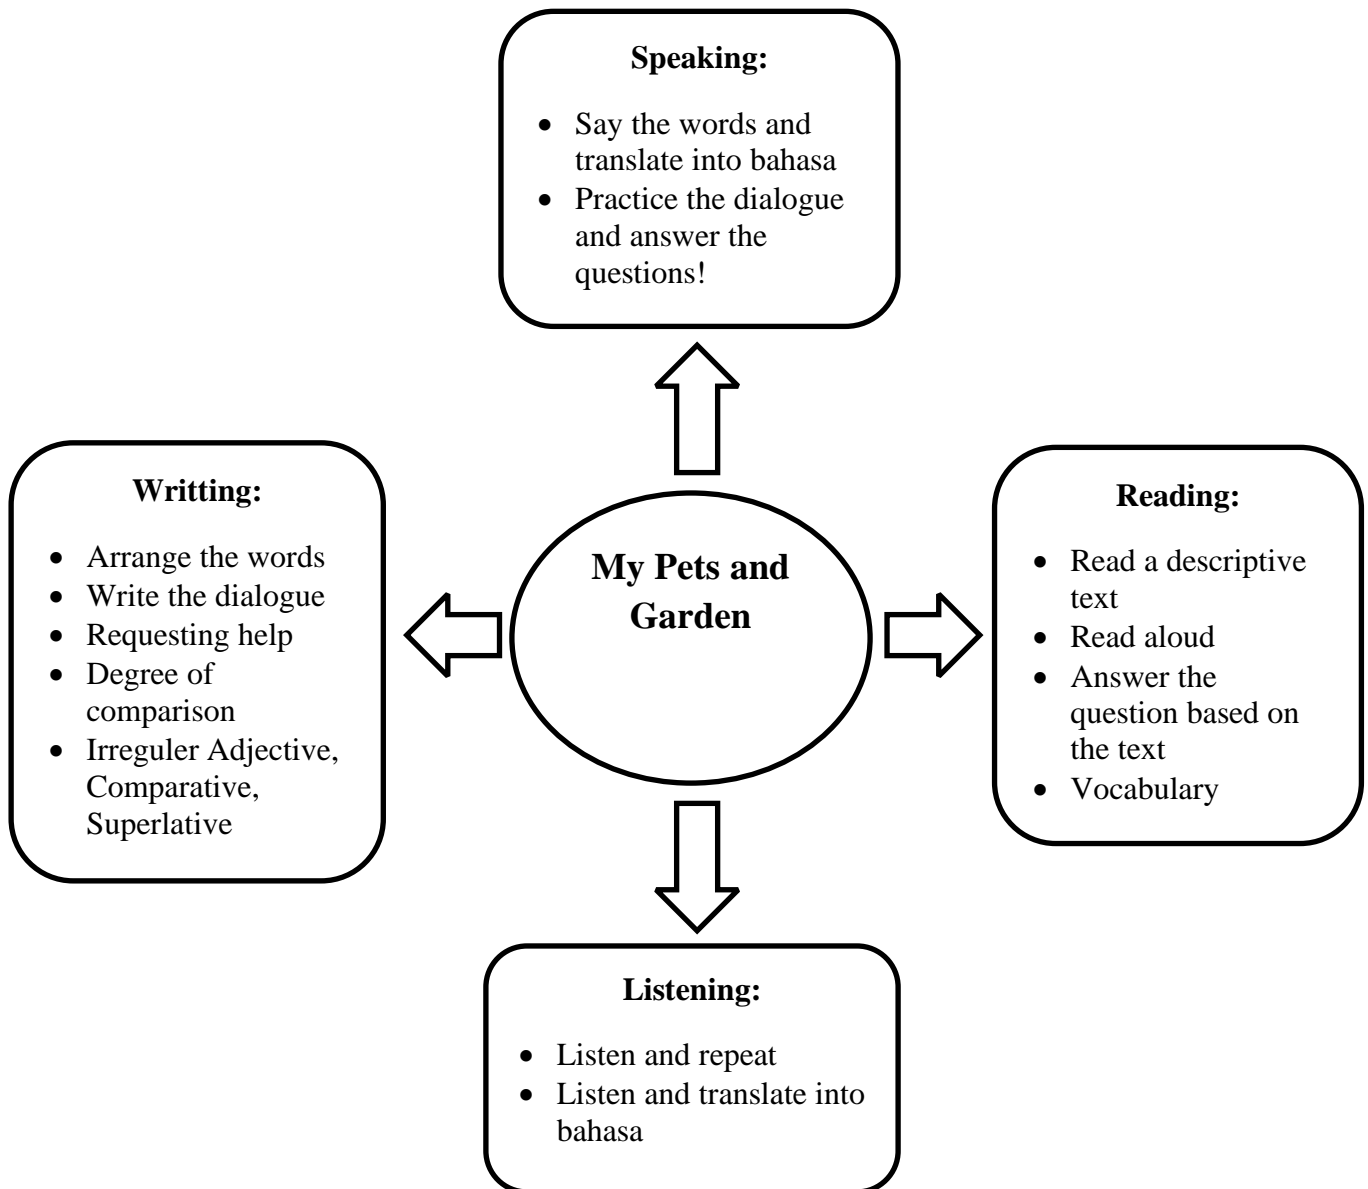 Speaking:
• Say the words and
translate into bahasa
• Practice the dialogue
and answer the
questions!
Writting:
• Arrange the words
• Write the dialogue
• Requesting help
• Degree of
comparison
• Irreguler Adjective,
Comparative,
Superlative
My Pets and
Garden
Reading:
• Read a descriptive
text
• Read aloud
• Answer the
question based on
the text
• Vocabulary
Listening:
• Listen and repeat
• Listen and translate into
bahasa